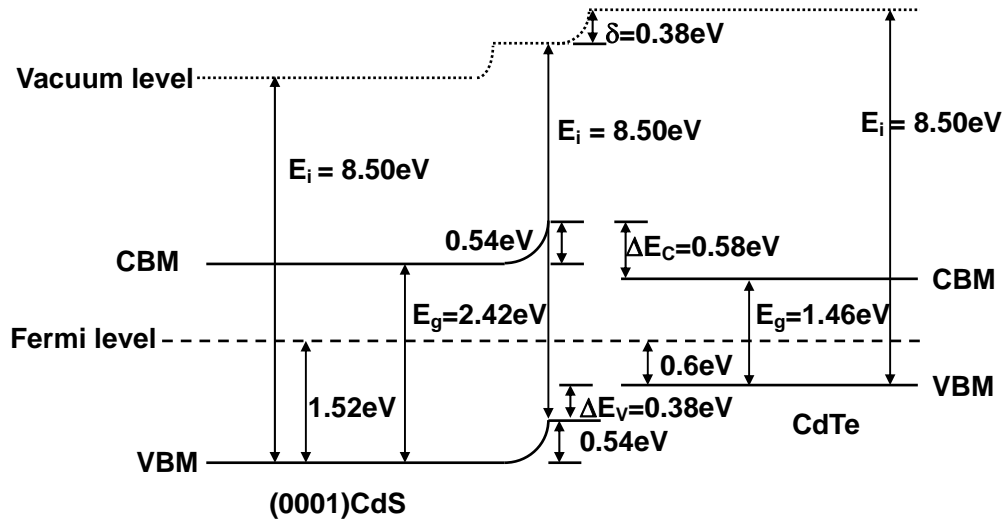 δ=0.38eV
Vacuum level
Eᵢ = 8.50eV
Eᵢ = 8.50eV
Eᵢ = 8.50eV
0.54eV
ΔE_C=0.58eV
CBM
CBM
E_g=2.42eV
E_g=1.46eV
Fermi level
0.6eV
VBM
1.52eV
ΔE_V=0.38eV
CdTe
0.54eV
VBM
(0001)CdS